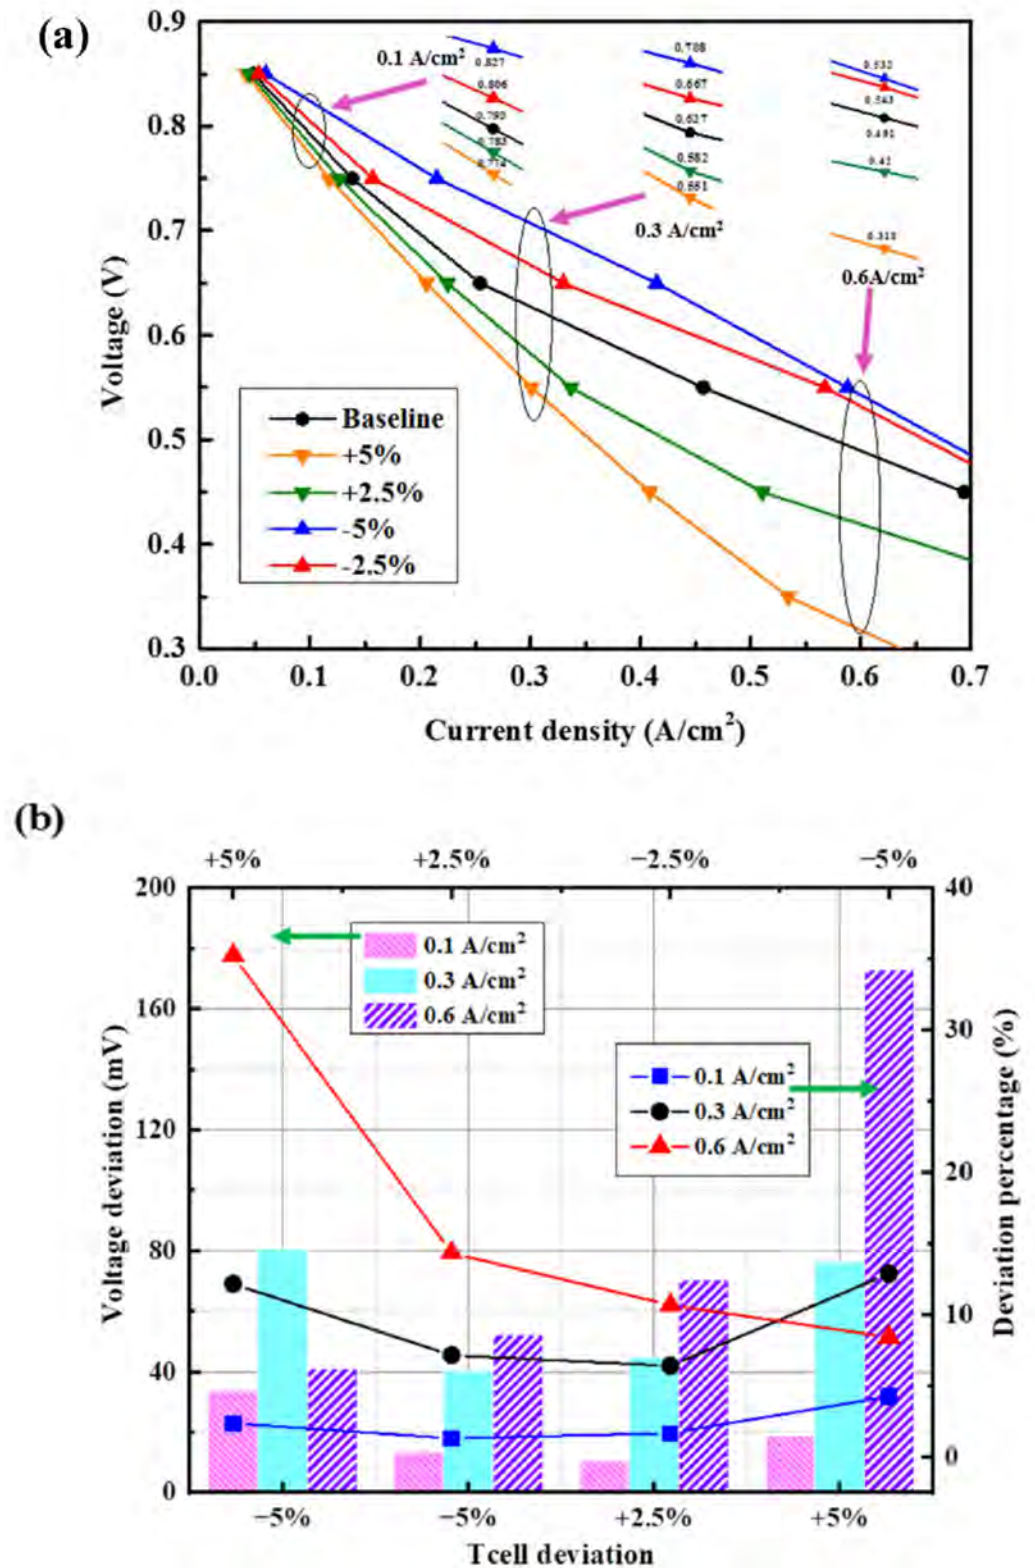 (a)
0.9
0.8
0.7
0.6
0.5
0.4
0.3
Voltage (V)
0.1 A/cm²
0.827
0.806
0.793
0.783
0.774
0.788
0.667
0.627
0.582
0.551
0.532
0.543
0.491
0.42
0.318
0.3 A/cm²
0.6A/cm²
Baseline
+5%
+2.5%
-5%
-2.5%
0.0 0.1 0.2 0.3 0.4 0.5 0.6 0.7
Current density (A/cm²)
(b)
+5% +2.5% −2.5% −5%
200
160
120
80
40
0
Voltage deviation (mV)
0.1 A/cm²
0.3 A/cm²
0.6 A/cm²
0.1 A/cm²
0.3 A/cm²
0.6 A/cm²
40
30
20
10
0
Deviation percentage (%)
−5% −5% +2.5% +5%
Tcell deviation